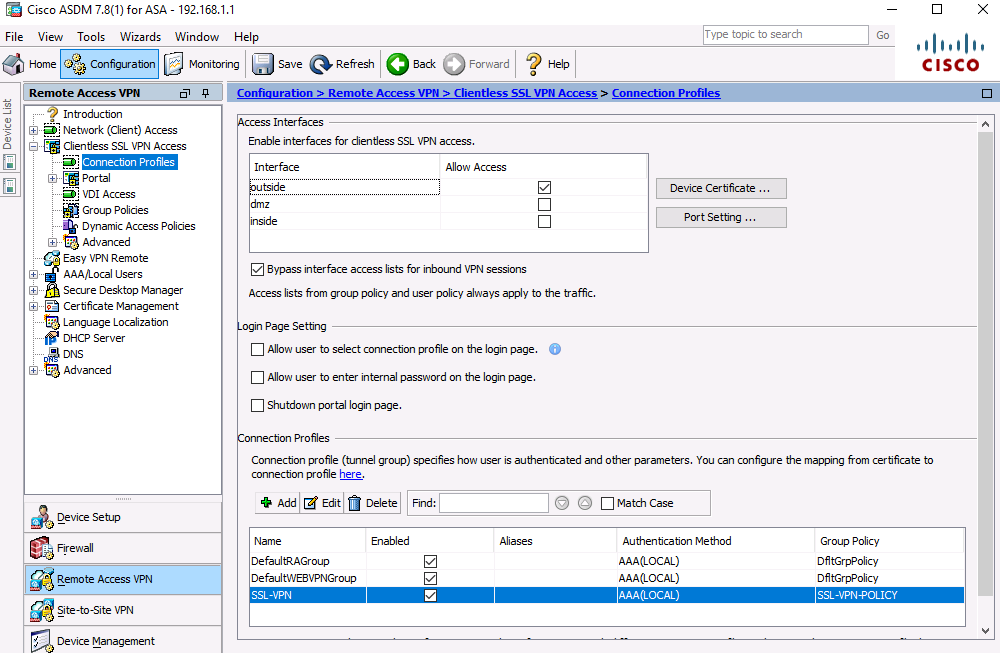 Cisco ASDM 7.8(1) for ASA - 192.168.1.1
File View Tools Wizards Window Help
Type to search Go
Home Configuration Monitoring Save Refresh Back Forward Help
CISCO
Device List
Remote Access VPN
Introduction
Network (Client) Access
Clientless SSL VPN Access
Connection Profiles
Portal
VDI Access
Group Policies
Dynamic Access Policies
Advanced
Easy VPN Remote
AAA/Local Users
Secure Desktop Manager
Certificate Management
Language Localization
DHCP Server
DNS
Advanced
Device Setup
Firewall
Remote Access VPN
Site-to-Site VPN
Device Management
Configuration > Remote Access VPN > Clientless SSL VPN Access > Connection Profiles
Access Interfaces
Enable interfaces for clientless SSL VPN access.
Interface Allow Access
outside
dmz
inside
Device Certificate ...
Port Setting ...
Bypass interface access lists for inbound VPN sessions
Access lists from group policy and user policy always apply to the traffic.
Login Page Setting
Allow user to select connection profile on the login page.
Allow user to enter internal password on the login page.
Shutdown portal login page.
Connection Profiles
Connection profile (tunnel group) specifies how user is authenticated and other parameters. You can configure the mapping from certificate to
connection profile here.
Add Edit Delete Find: Match Case
Name Enabled Aliases Authentication Method Group Policy
DefaultRAGroup AAA(LOCAL) DfltGrpPolicy
DefaultWEBVPNGroup AAA(LOCAL) DfltGrpPolicy
SSL-VPN AAA(LOCAL) SSL-VPN-POLICY